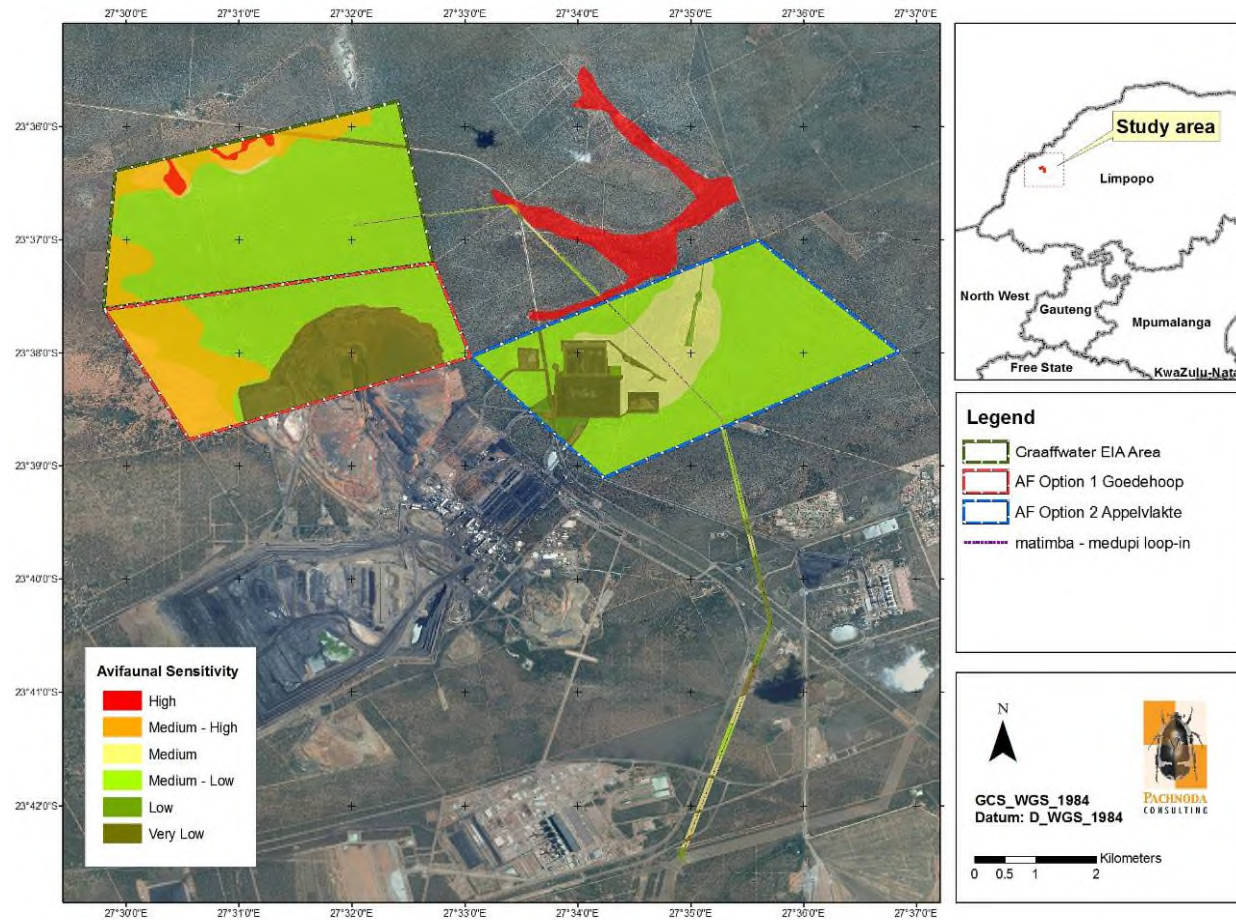 27°30'0"E 27°31'0"E 27°32'0"E 27°33'0"E 27°34'0"E 27°35'0"E 27°36'0"E 27°37'0"E
23°36'0"S
23°37'0"S
23°38'0"S
23°39'0"S
23°40'0"S
23°41'0"S
23°42'0"S
Avifaunal Sensitivity
High
Medium - High
Medium
Medium - Low
Low
Very Low
27°30'0"E 27°31'0"E 27°32'0"E 27°33'0"E 27°34'0"E 27°35'0"E 27°36'0"E 27°37'0"E
Study area
Limpopo
North West
Gauteng
Mpumalanga
Free State
KwaZulu-Nata
Legend
Graaffwater EIA Area
AF Option 1 Goedehoop
AF Option 2 Appelvlakte
matimba - medupi loop-in
N
PACHNODA
CONSULTING
GCS_WGS_1984
Datum: D_WGS_1984
Kilometers
0 0.5 1 2